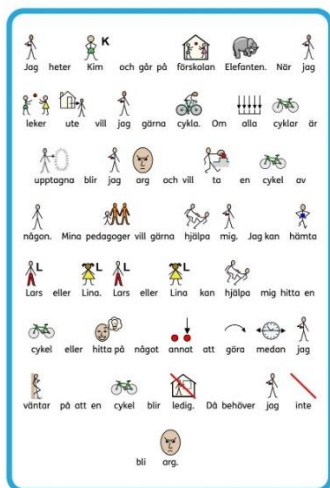 K
Jag heter Kim och går på förskolan Elefanten. När jag
leker ute vill jag gärna cykla. Om alla cyklar är
upptagna blir jag arg och vill ta en cykel av
någon. Mina pedagoger vill gärna hjälpa mig. Jag kan hämta
L L L L
Lars eller Lina. Lars eller Lina kan hjälpa mig hitta en
cykel eller hitta på något annat att göra medan jag
väntar på att en cykel blir ledig. Då behöver jag inte
bli arg.